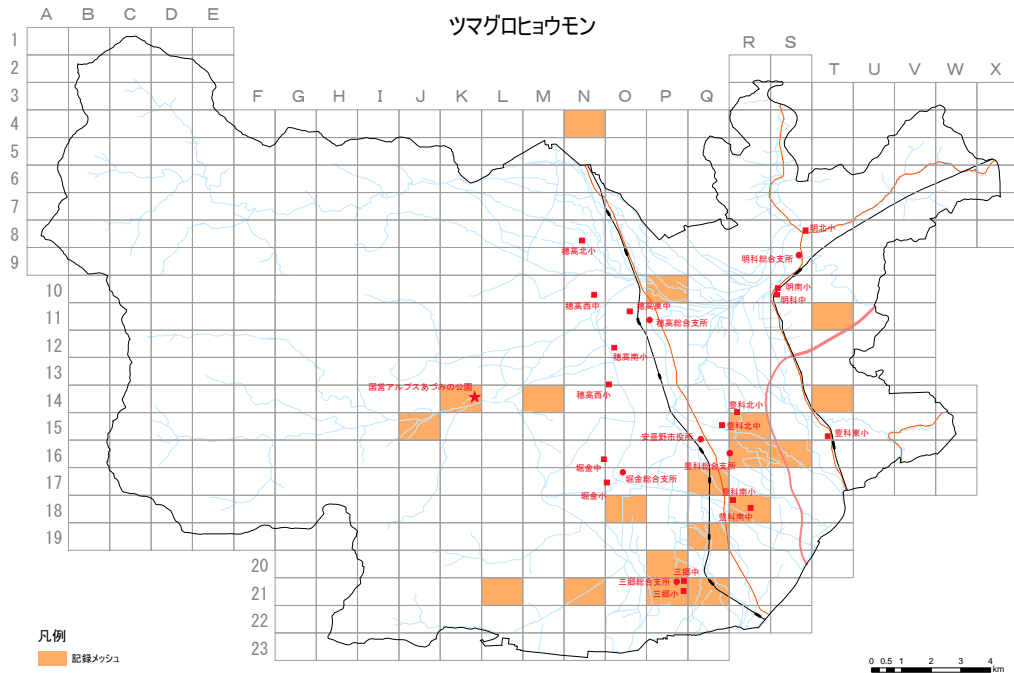 ツマグロヒョウモン
A B C D E
R S
T U V W X
F G H I J K L M N O P Q
1
2
3
4
5
6
7
8
9
10
11
12
13
14
15
16
17
18
19
20
21
22
23
明北小
穂高北小
明科総合支所
明南小
明科中
穂高西中
穂高東中
穂高総合支所
穂高南小
国営アルプスあづみの公園
穂高西小
豊科北小
豊科北中
安曇野市役所
豊科東小
堀金中
豊科総合支所
堀金総合支所
堀金小
豊科南小
豊科南中
三郷中
三郷総合支所
三郷小
凡例
記録メッシュ
0 0.5 1 2 3 4
km